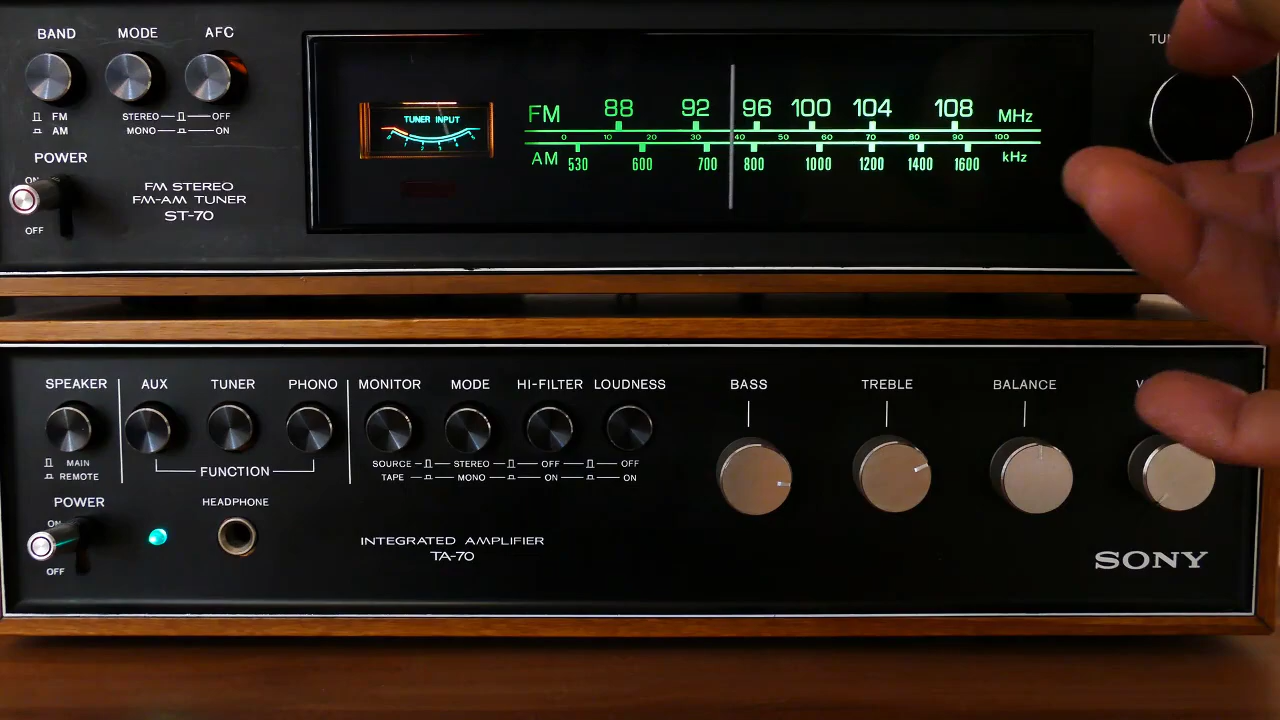 BAND MODE AFC
FM STEREO OFF
AM MONO ON
POWER
ON
OFF
FM STEREO
FM-AM TUNER
ST-70
TUNER INPUT
FM 88 92 96 100 104 108 MHz
0 10 20 30 40 50 60 70 80 90 100
AM 530 600 700 800 1000 1200 1400 1600 kHz
SPEAKER AUX TUNER PHONO MONITOR MODE HI-FILTER LOUDNESS BASS TREBLE BALANCE
MAIN SOURCE STEREO OFF OFF
REMOTE FUNCTION TAPE MONO ON ON
POWER HEADPHONE
ON
OFF
INTEGRATED AMPLIFIER
TA-70
SONY